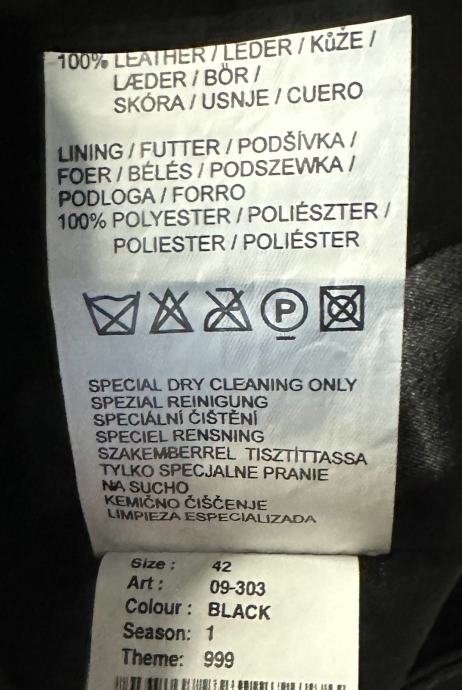 100% LEATHER / LEDER / KůŽE /
LÆDER / BÖR /
SKÓRA / USNJE / CUERO
LINING / FUTTER / PODŠÍVKA /
FOER / BÉLÉS / PODSZEWKA /
PODLOGA / FORRO
100% POLYESTER / POLIÉSZTER /
POLIESTER / POLIÉSTER
P
SPECIAL DRY CLEANING ONLY
SPEZIAL REINIGUNG
SPECIÁLNÍ ČIŠTĚNÍ
SPECIEL RENSNING
SZAKEMBERREL TISZTÍTTASSA
TYLKO SPECJALNE PRANIE
NA SUCHO
KEMIČNO ČIŠČENJE
LIMPIEZA ESPECIALIZADA
Size : 42
Art : 09-303
Colour : BLACK
Season: 1
Theme: 999